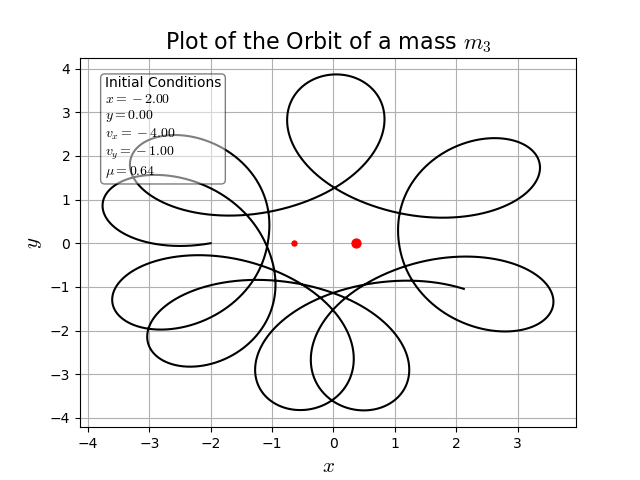 Plot of the Orbit of a mass m₃
Initial Conditions
x = −2.00
y = 0.00
vₓ = −4.00
v_y = −1.00
μ = 0.64
4
3
2
1
0
−1
−2
−3
−4
y
−4 −3 −2 −1 0 1 2 3
x